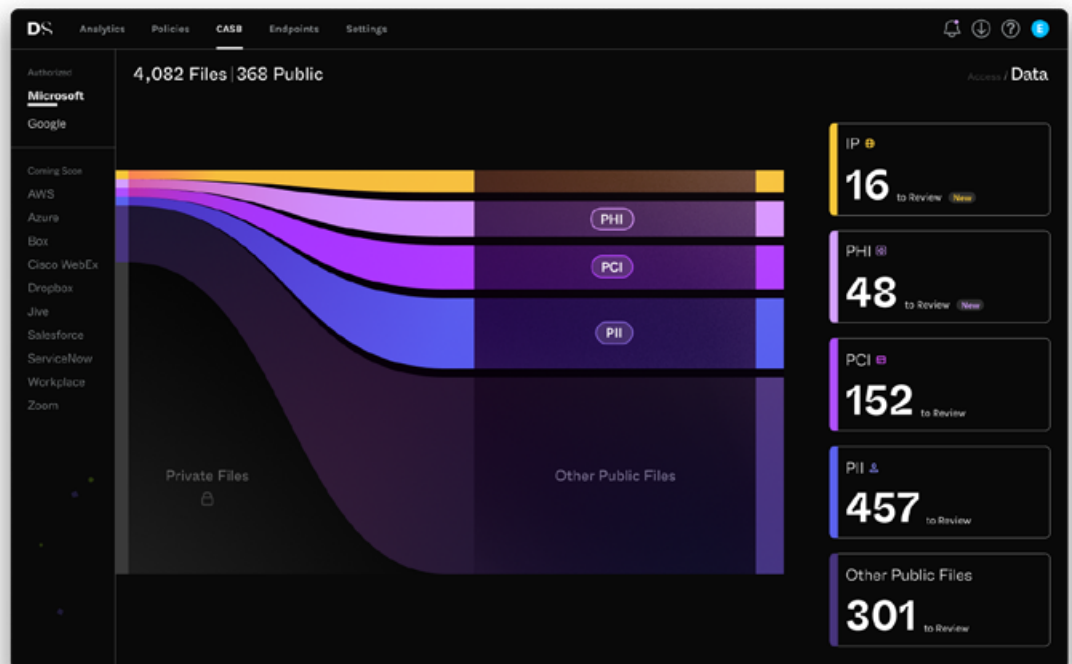 DS Analytics Policies CASB Endpoints Settings E
Authorized
Microsoft
Google
Coming Soon
AWS
Azure
Box
Cisco WebEx
Dropbox
Jive
Salesforce
ServiceNow
Workplace
Zoom
4,082 Files | 368 Public
Access / Data
PHI
PCI
PII
Private Files
Other Public Files
IP
16 to Review New
PHI
48 to Review New
PCI
152 to Review
PII
457 to Review
Other Public Files
301 to Review